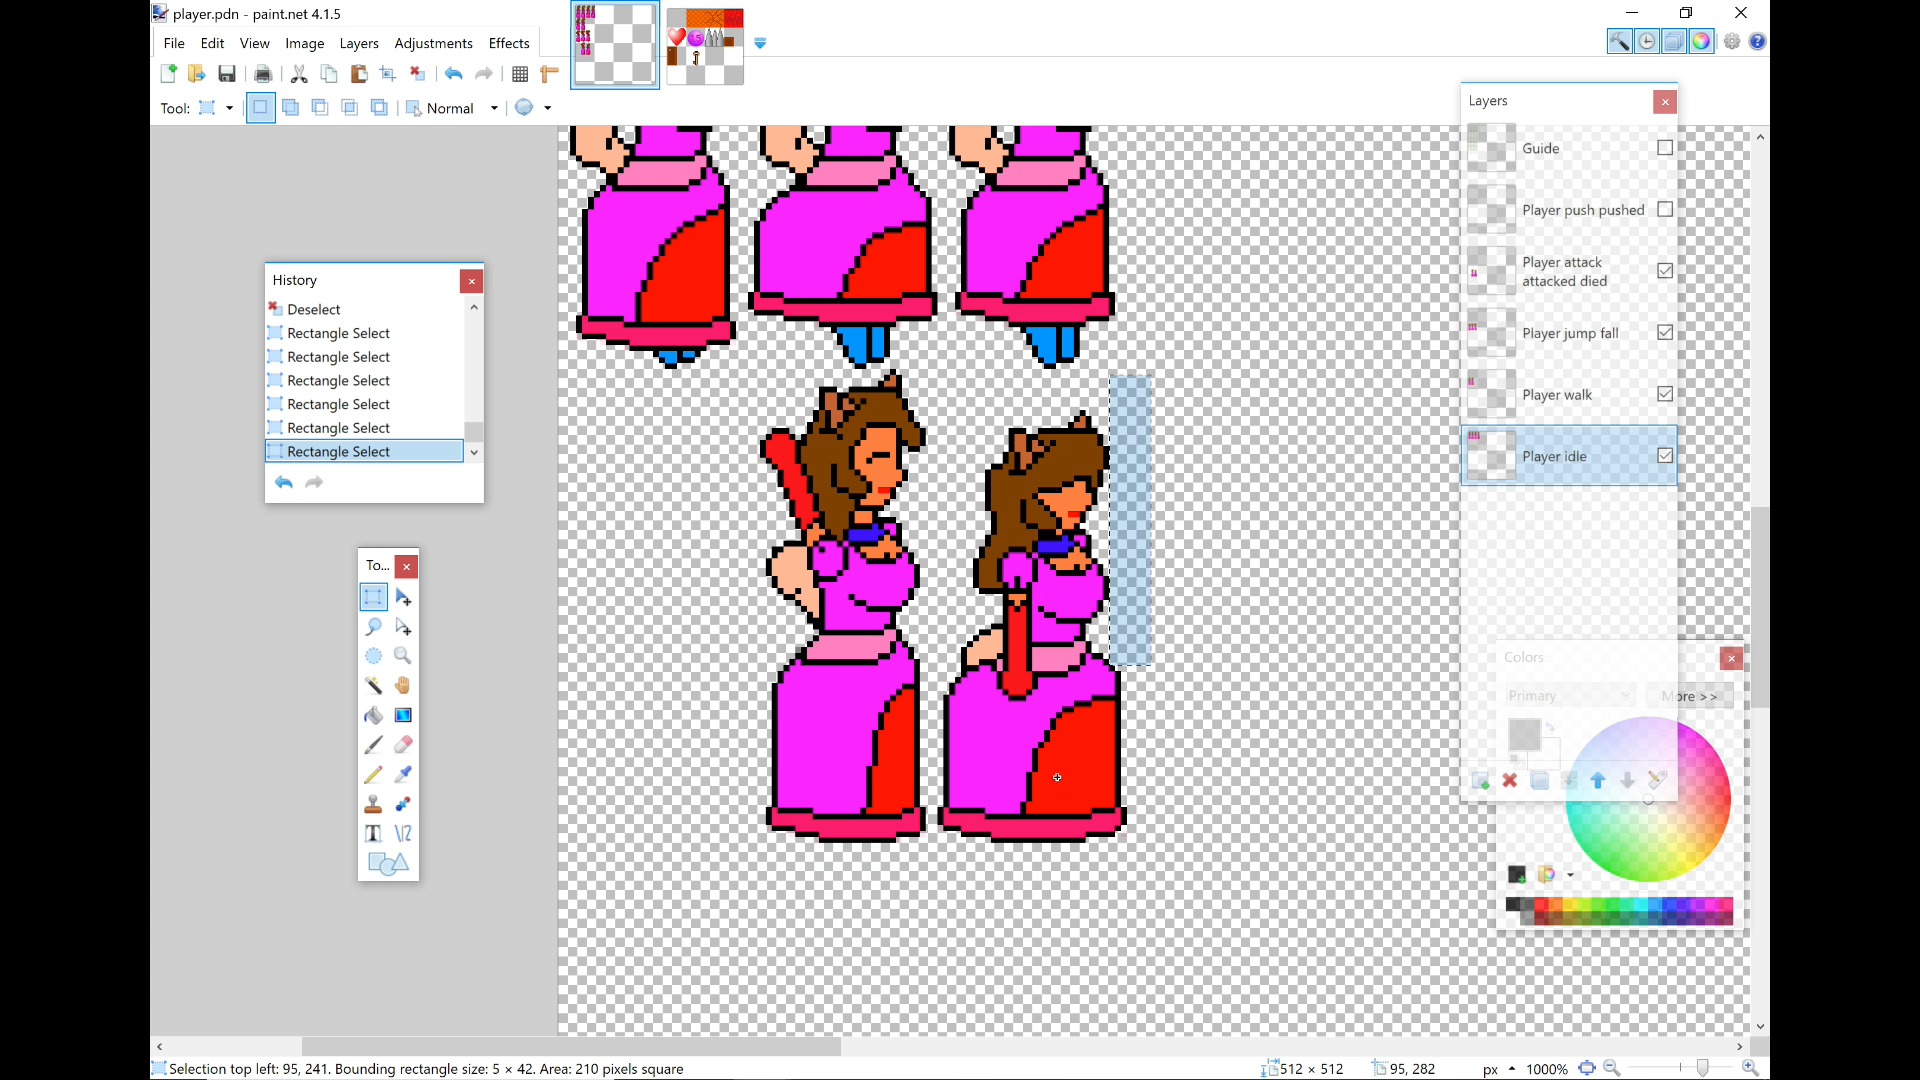 player.pdn - paint.net 4.1.5
File Edit View Image Layers Adjustments Effects
Tool: Normal
Layers
Guide
Player push pushed
Player attack
attacked died
Player jump fall
Player walk
Player idle
History
Deselect
Rectangle Select
Rectangle Select
Rectangle Select
Rectangle Select
Rectangle Select
Rectangle Select
To...
Colors
Primary
More >>
Selection top left: 95, 241. Bounding rectangle size: 5 × 42. Area: 210 pixels square
512 × 512
95, 282
px
1000%